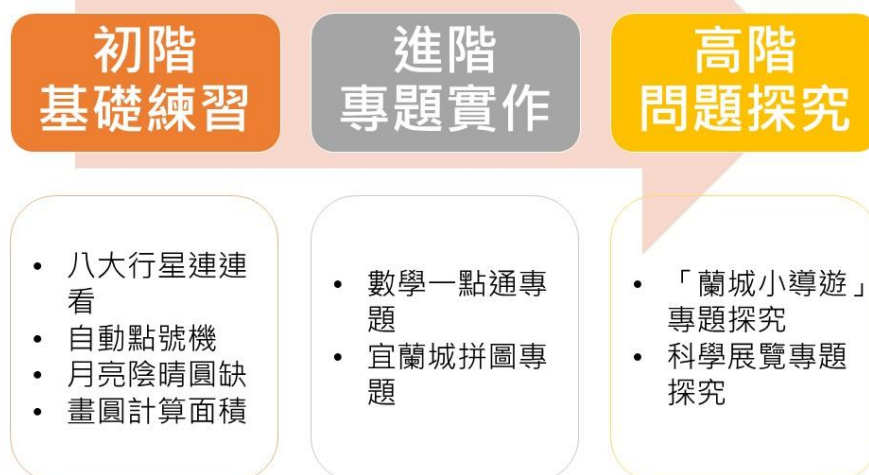 初階
基礎練習
進階
專題實作
高階
問題探究
• 八大行星連連
看
• 自動點號機
• 月亮陰晴圓缺
• 畫圓計算面積
• 數學一點通專
題
• 宜蘭城拼圖專
題
• 「蘭城小導遊」
專題探究
• 科學展覽專題
探究